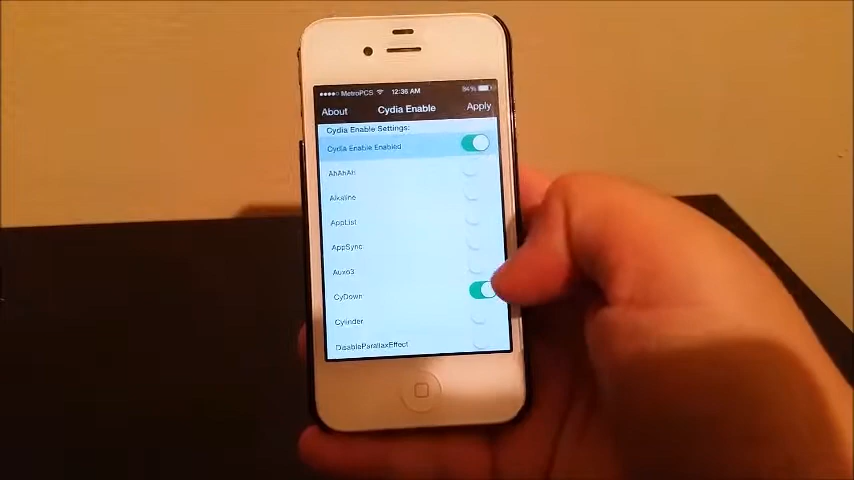 MetroPCS 12:36 AM 84%
About Cydia Enable Apply
Cydia Enable Settings:
Cydia Enable Enabled
AhAhAh
Alkaline
AppList
AppSync
Auxo3
CyDown
Cylinder
DisableParallaxEffect